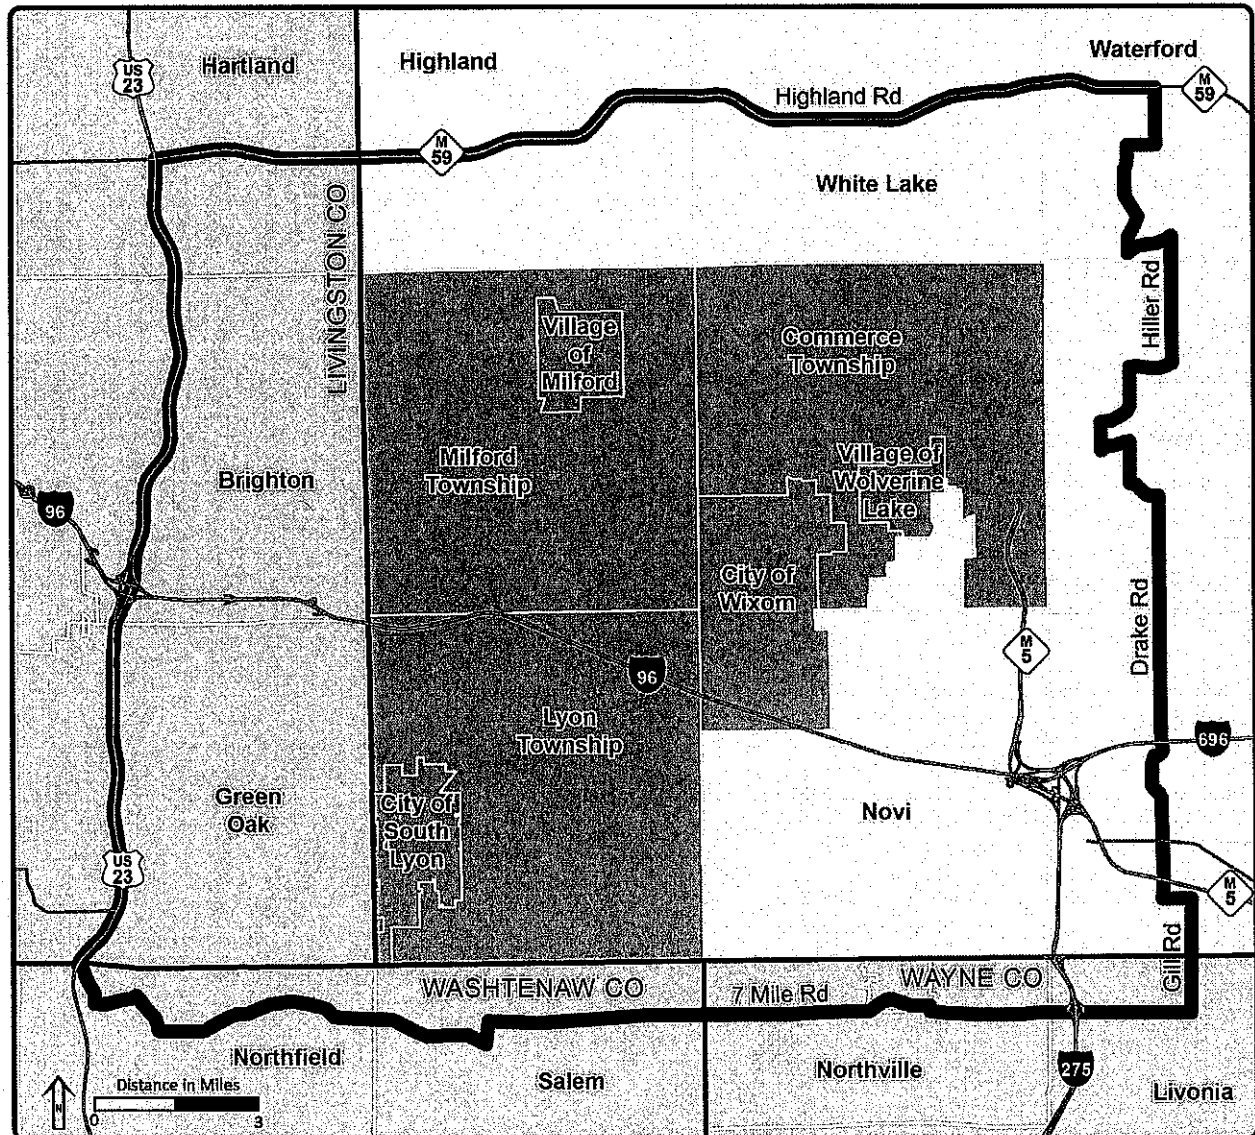 US
23
Hartland
Highland
Waterford
M
59
Highland Rd
M
59
White Lake
LIVINGSTON CO
Hiller Rd
Village
of
Milford
Commerce
Township
Brighton
Milford
Township
Village of
Wolverine
Lake
96
City of
Wixom
Drake Rd
M
5
96
Lyon
Township
696
Green
Oak
City of
South
Lyon
Novi
US
23
M
5
Gill Rd
WASHTENAW CO
7 Mile Rd
WAYNE CO
Northfield
Salem
Northville
275
Livonia
N
Distance in Miles
0
3